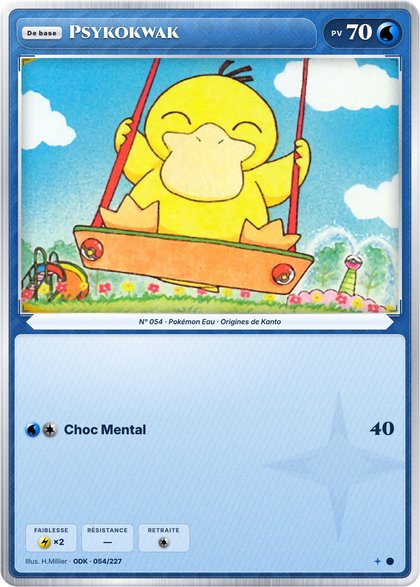 De base PSYKOKWAK PV 70
N° 054 · Pokémon Eau · Origines de Kanto
Choc Mental 40
FAIBLESSE RÉSISTANCE RETRAITE
×2 —
Illus. H.Millier · ODK · 054/227